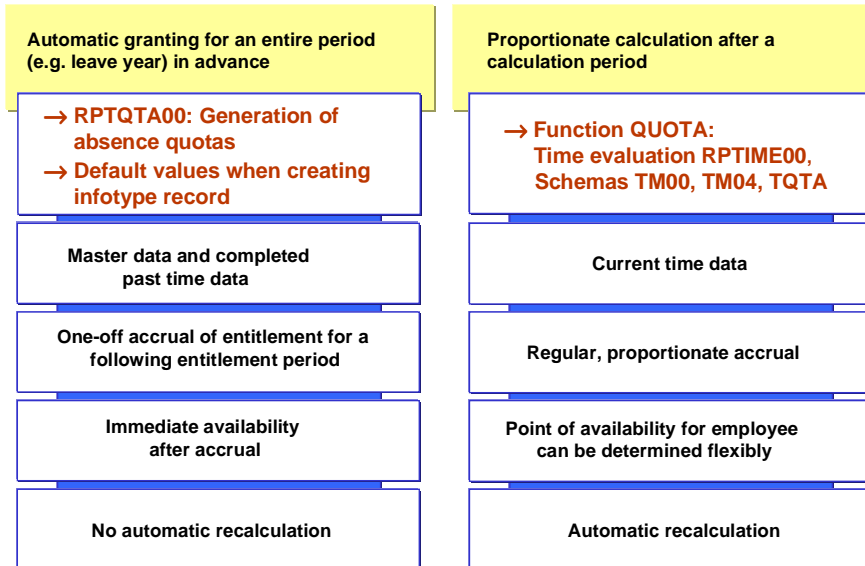 Automatic granting for an entire period
(e.g. leave year) in advance
→ RPTQTA00: Generation of
absence quotas
→ Default values when creating
infotype record
Master data and completed
past time data
One-off accrual of entitlement for a
following entitlement period
Immediate availability
after accrual
No automatic recalculation
Proportionate calculation after a
calculation period
→ Function QUOTA:
Time evaluation RPTIME00,
Schemas TM00, TM04, TQTA
Current time data
Regular, proportionate accrual
Point of availability for employee
can be determined flexibly
Automatic recalculation